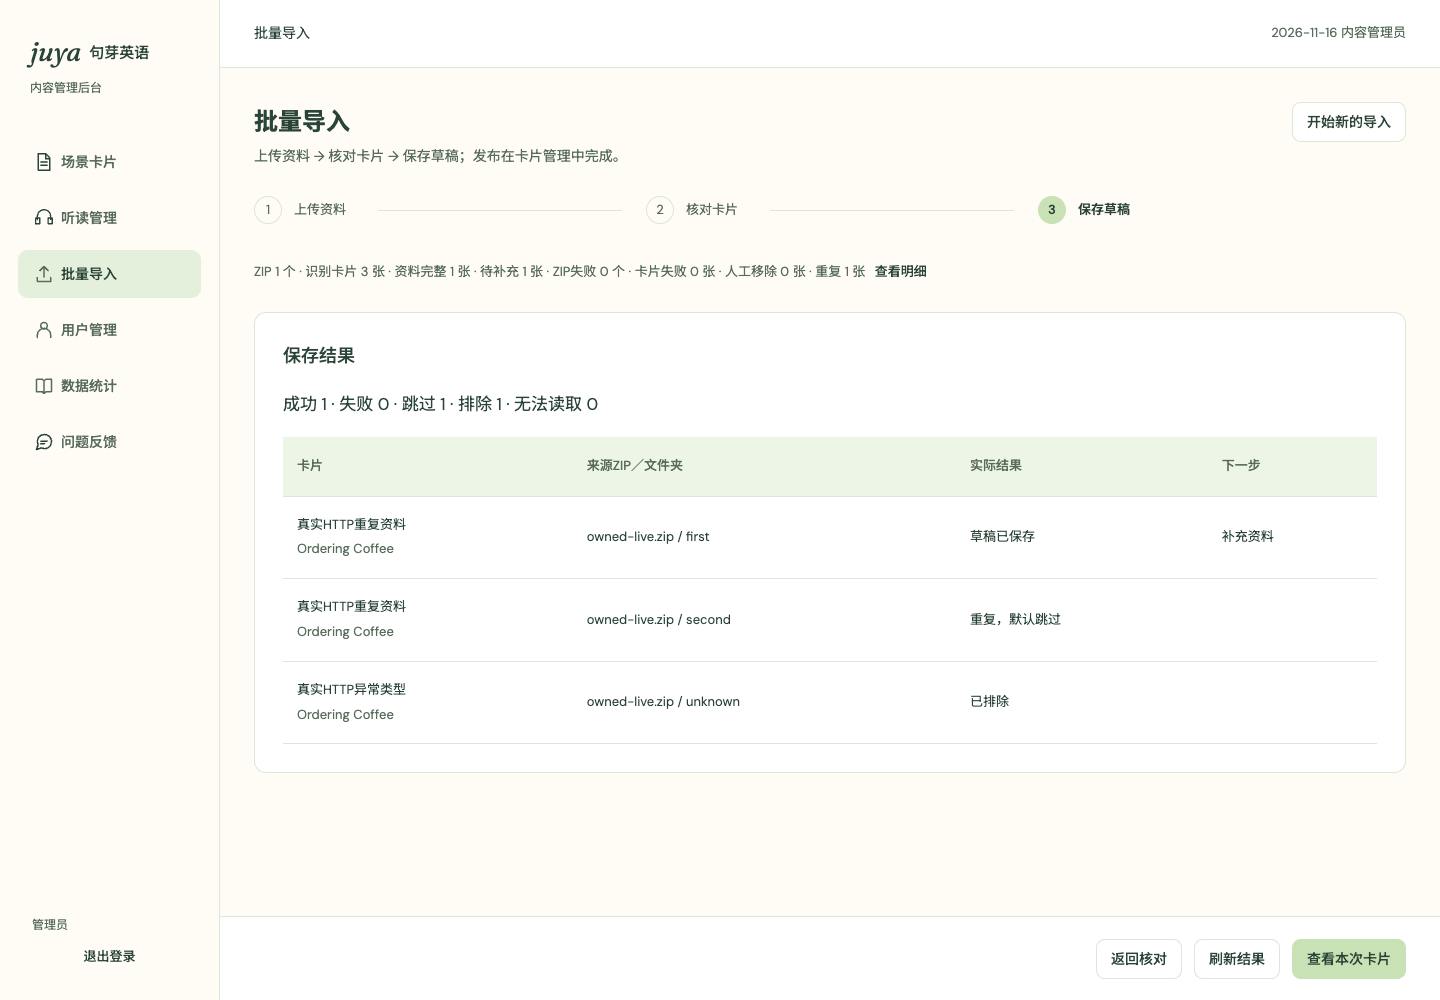 juya 句芽英语
内容管理后台
场景卡片
听读管理
批量导入
用户管理
数据统计
问题反馈
管理员
退出登录
批量导入
2026-11-16 内容管理员
批量导入
开始新的导入
上传资料 → 核对卡片 → 保存草稿；发布在卡片管理中完成。
1 上传资料
2 核对卡片
3 保存草稿
ZIP 1 个 · 识别卡片 3 张 · 资料完整 1 张 · 待补充 1 张 · ZIP失败 0 个 · 卡片失败 0 张 · 人工移除 0 张 · 重复 1 张 查看明细
保存结果
成功 1 · 失败 0 · 跳过 1 · 排除 1 · 无法读取 0
卡片 来源ZIP／文件夹 实际结果 下一步
真实HTTP重复资料
Ordering Coffee
owned-live.zip / first 草稿已保存 补充资料
真实HTTP重复资料
Ordering Coffee
owned-live.zip / second 重复，默认跳过
真实HTTP异常类型
Ordering Coffee
owned-live.zip / unknown 已排除
返回核对 刷新结果 查看本次卡片